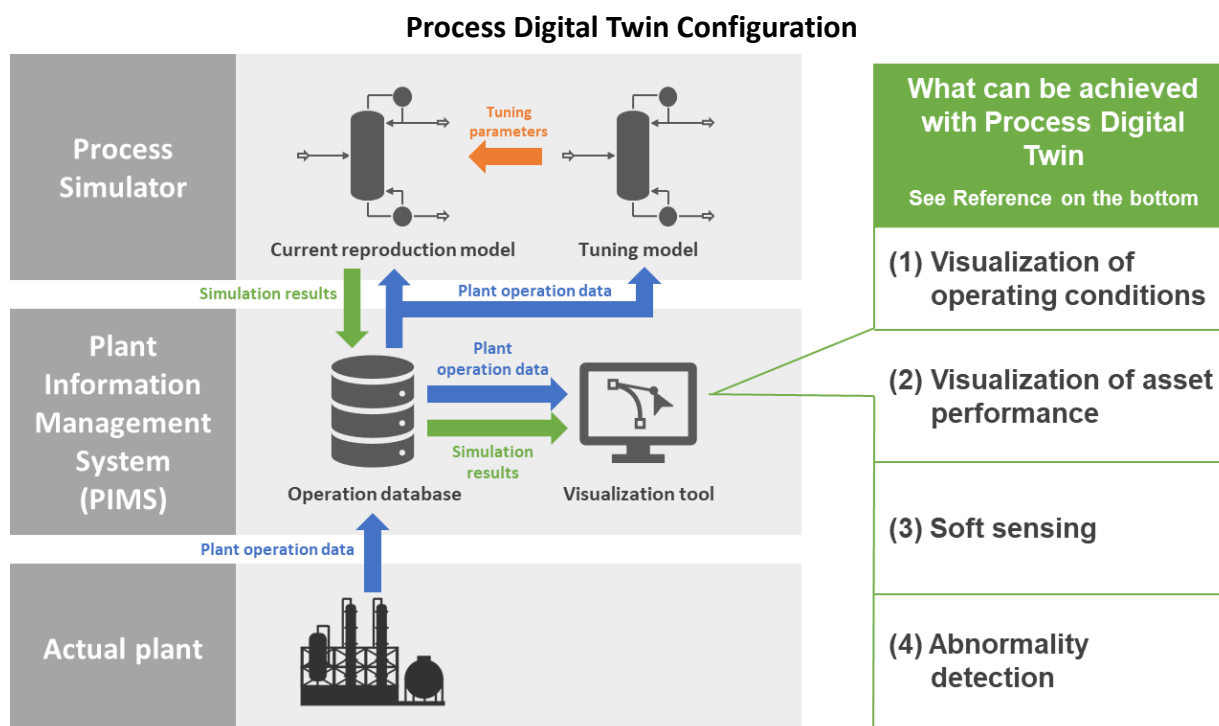 Process Digital Twin Configuration
Process
Simulator
Tuning
parameters
Current reproduction model
Tuning model
Simulation results
Plant operation data
Plant
Information
Management
System
(PIMS)
Plant
operation data
Simulation
results
Operation database
Visualization tool
Plant operation data
Actual plant
What can be achieved
with Process Digital
Twin
See Reference on the bottom
(1) Visualization of
operating conditions
(2) Visualization of asset
performance
(3) Soft sensing
(4) Abnormality
detection